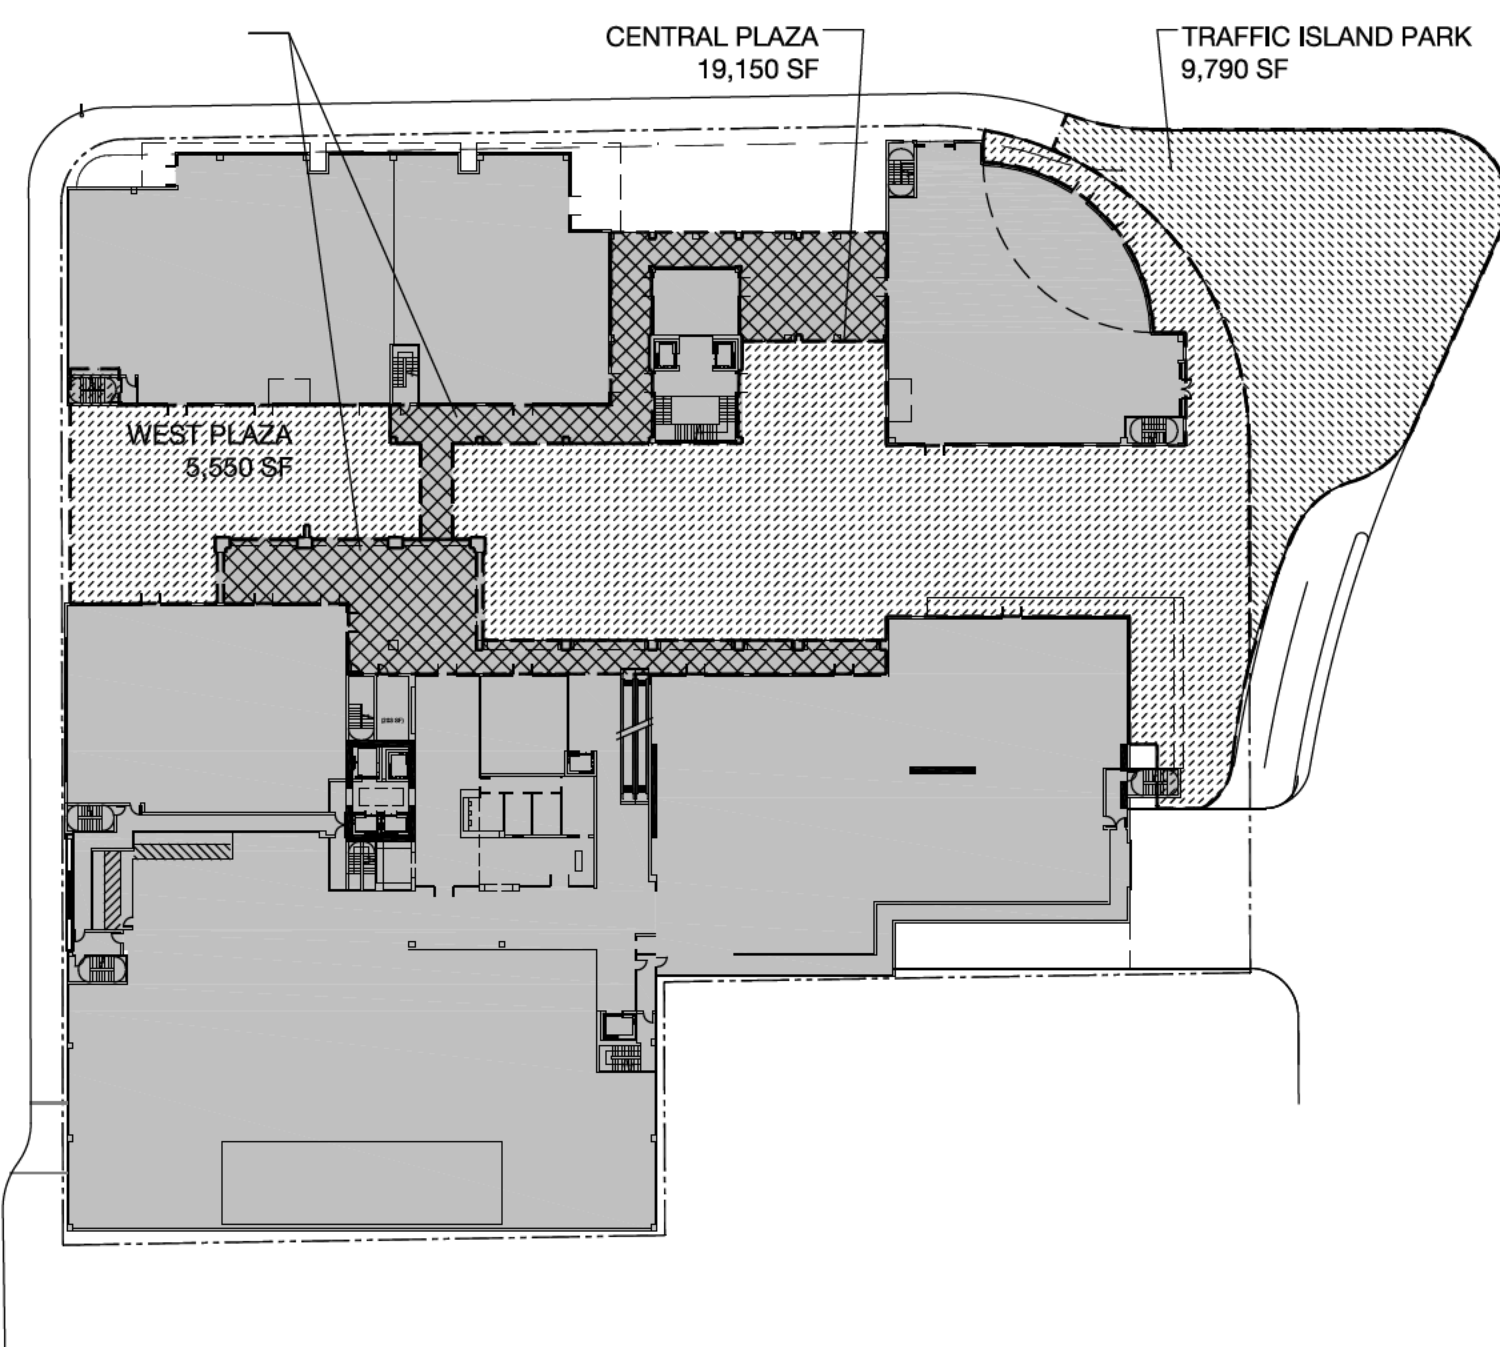 CENTRAL PLAZA
19,150 SF
TRAFFIC ISLAND PARK
9,790 SF
WEST PLAZA
5,550 SF